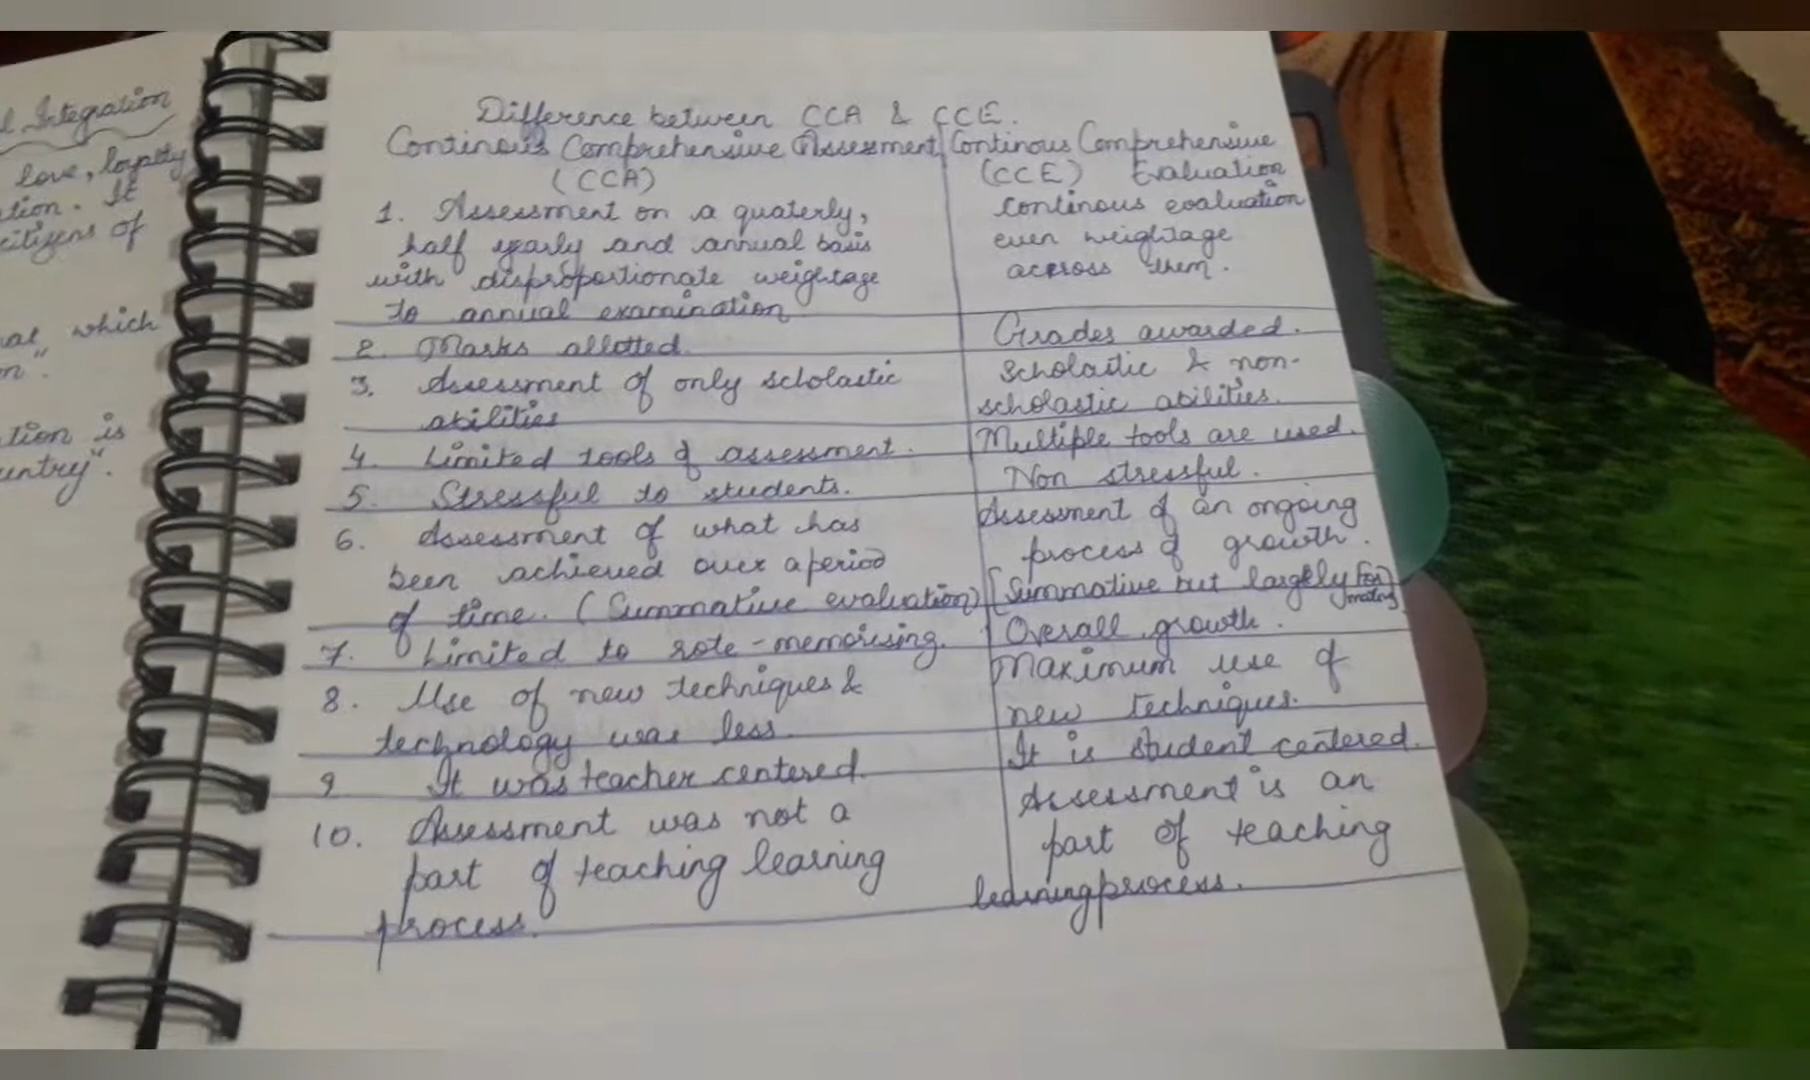 l Integration
love, loyalty
tion. It
citizens of
which
n".
tion is
untry".
Difference between CCA & CCE.
Continous Comprehensive Assessment
(CCA)
Continous Comprehensive
(CCE) Evaluation
1. Assessment on a quaterly,
half yearly and annual basis
with disproportionate weightage
to annual examination
continous evaluation
even weightage
across them.
2. Marks allotted.
Grades awarded.
3. Assessment of only scholastic
abilities
Scholastic & non-
scholastic abilities.
4. Limited tools of assessment.
Multiple tools are used.
5. Stressful to students.
Non stressful.
6. Assessment of what has
been achieved over a period
of time. (Summative evaluation)
Assessment of an ongoing
process of growth.
[Summative but largely
7. Limited to rote-memorising.
Overall growth.
8. Use of new techniques &
technology was less.
Maximum use of
new techniques.
9 It was teacher centered.
It is student centered.
10. Assessment was not a
part of teaching learning
process.
Assessment is an
part of teaching
learning process.